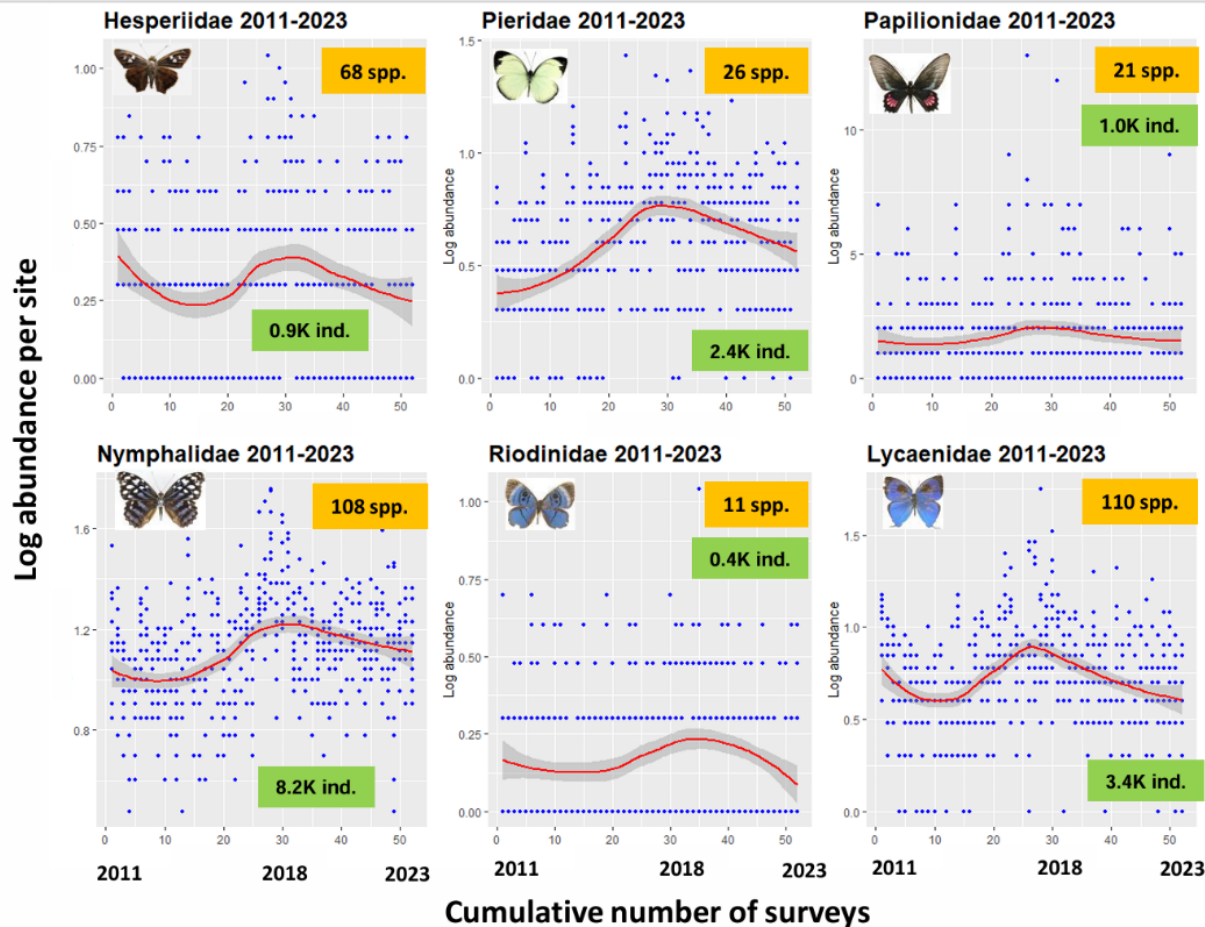 Hesperiidae 2011-2023
Pieridae 2011-2023
Papilionidae 2011-2023
1.00
0.75
0.50
0.25
0.00
0 10 20 30 40 50
68 spp.
0.9K ind.
Log abundance
1.5
1.0
0.5
0.0
0 10 20 30 40 50
26 spp.
2.4K ind.
Log abundance
10
5
0
0 10 20 30 40 50
21 spp.
1.0K ind.
Log abundance per site
Nymphalidae 2011-2023
Riodinidae 2011-2023
Lycaenidae 2011-2023
1.6
1.2
0.8
0 10 20 30 40 50
108 spp.
8.2K ind.
Log abundance
1.00
0.75
0.50
0.25
0.00
0 10 20 30 40 50
11 spp.
0.4K ind.
Log abundance
1.5
1.0
0.5
0.0
0 10 20 30 40 50
110 spp.
3.4K ind.
2011 2018 2023
2011 2018 2023
2011 2018 2023
Cumulative number of surveys